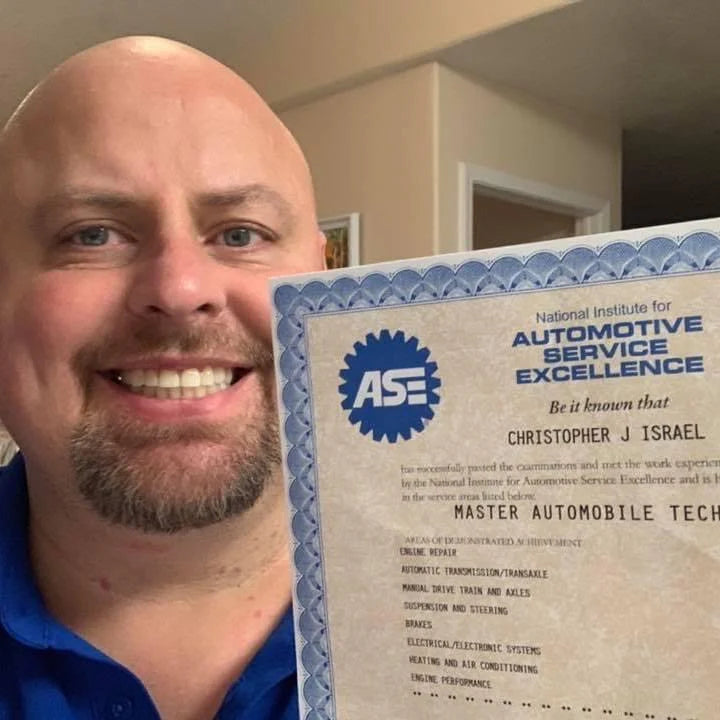 National Institute for
AUTOMOTIVE
SERVICE
EXCELLENCE
ASE
Be it known that
CHRISTOPHER J ISRAEL
has successfully passed the examinations and met the work experien
by the National Institute for Automotive Service Excellence and is h
in the service areas listed below.
MASTER AUTOMOBILE TECH
AREAS OF DEMONSTRATED ACHIEVEMENT
ENGINE REPAIR
AUTOMATIC TRANSMISSION/TRANSAXLE
MANUAL DRIVE TRAIN AND AXLES
SUSPENSION AND STEERING
BRAKES
ELECTRICAL/ELECTRONIC SYSTEMS
HEATING AND AIR CONDITIONING
ENGINE PERFORMANCE
** ** ** ** ** ** ** ** ** ** ** ** ** **